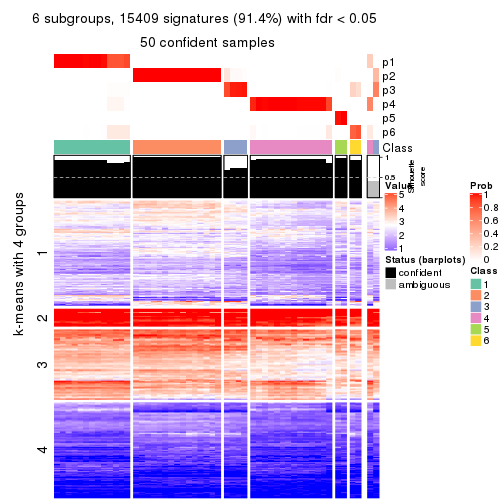 6 subgroups, 15409 signatures (91.4%) with fdr < 0.05
50 confident samples
p1
p2
p3
p4
p5
p6
Class
1
0.5
0
Silhouette
score
k-means with 4 groups
1
2
3
4
Value
5
4
3
2
1
Status (barplots)
confident
ambiguous
Prob
1
0.8
0.6
0.4
0.2
0
Class
1
2
3
4
5
6